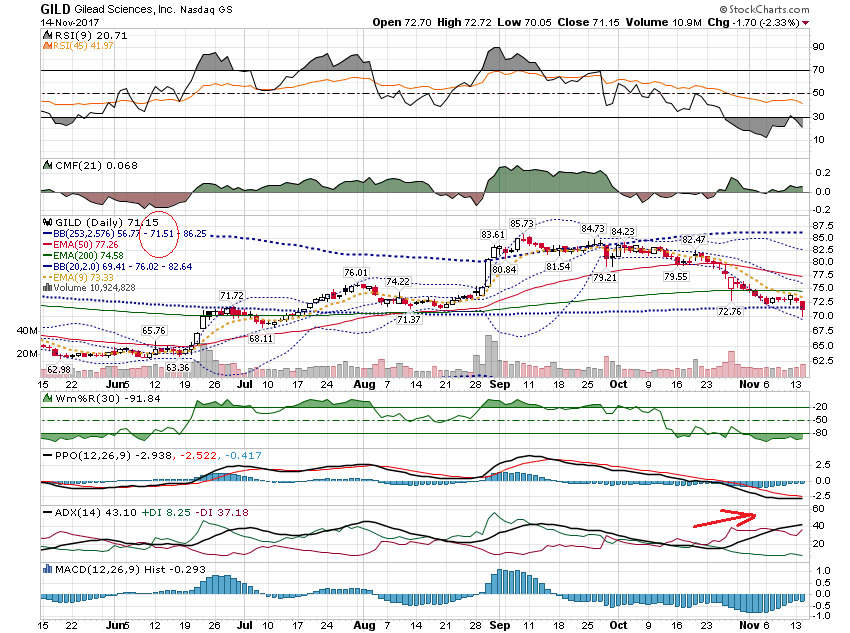 GILD Gilead Sciences, Inc. Nasdaq GS
© StockCharts.com
14-Nov-2017
Open 72.70 High 72.72 Low 70.05 Close 71.15 Volume 10.9M Chg -1.70 (-2.33%)
RSI(9) 20.71
RSI(45) 41.97
90
70
50
30
10
CMF(21) 0.068
0.2
0.0
-0.2
GILD (Daily) 71.15
BB(253,2.576) 56.77 - 71.51 - 86.25
EMA(50) 77.26
EMA(200) 74.58
BB(20,2.0) 69.41 - 76.02 - 82.64
EMA(9) 73.33
Volume 10,924,828
87.5
85.0
82.5
80.0
77.5
75.0
72.5
70.0
67.5
65.0
62.5
40M
20M
62.98
65.76
63.36
71.72
68.11
76.01
74.22
71.37
83.61
80.84
85.73
81.54
84.73
79.21
84.23
79.55
82.47
72.76
15 22 Jun 12 19 26 Jul 10 17 24 Aug 7 14 21 28 Sep 11 18 25 Oct 9 16 23 Nov 6 13
Wm%R(30) -91.84
-20
-50
-80
PPO(12,26,9) -2.938, -2.522, -0.417
2.5
0.0
-2.5
ADX(14) 43.10 +DI 8.25 -DI 37.18
60
40
20
MACD(12,26,9) Hist -0.293
1.0
0.5
0.0
-0.5
-1.0
15 22 Jun 12 19 26 Jul 10 17 24 Aug 7 14 21 28 Sep 11 18 25 Oct 9 16 23 Nov 6 13